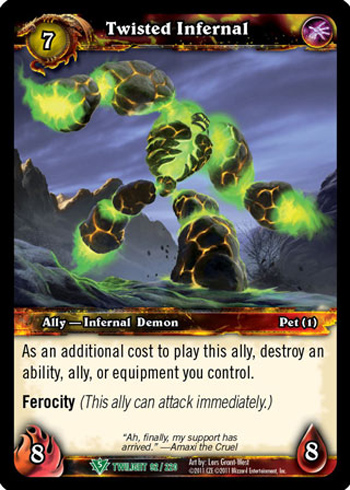 7
Twisted Infernal
Ally — Infernal Demon Pet (1)
As an additional cost to play this ally, destroy an
ability, ally, or equipment you control.
Ferocity (This ally can attack immediately.)
"Ah, finally, my support has
arrived." —Amaxi the Cruel
8
8
TWILIGHT 92 / 220
Art by: Lars Grant-West
©2011 CZE ©2011 Blizzard Entertainment, Inc.